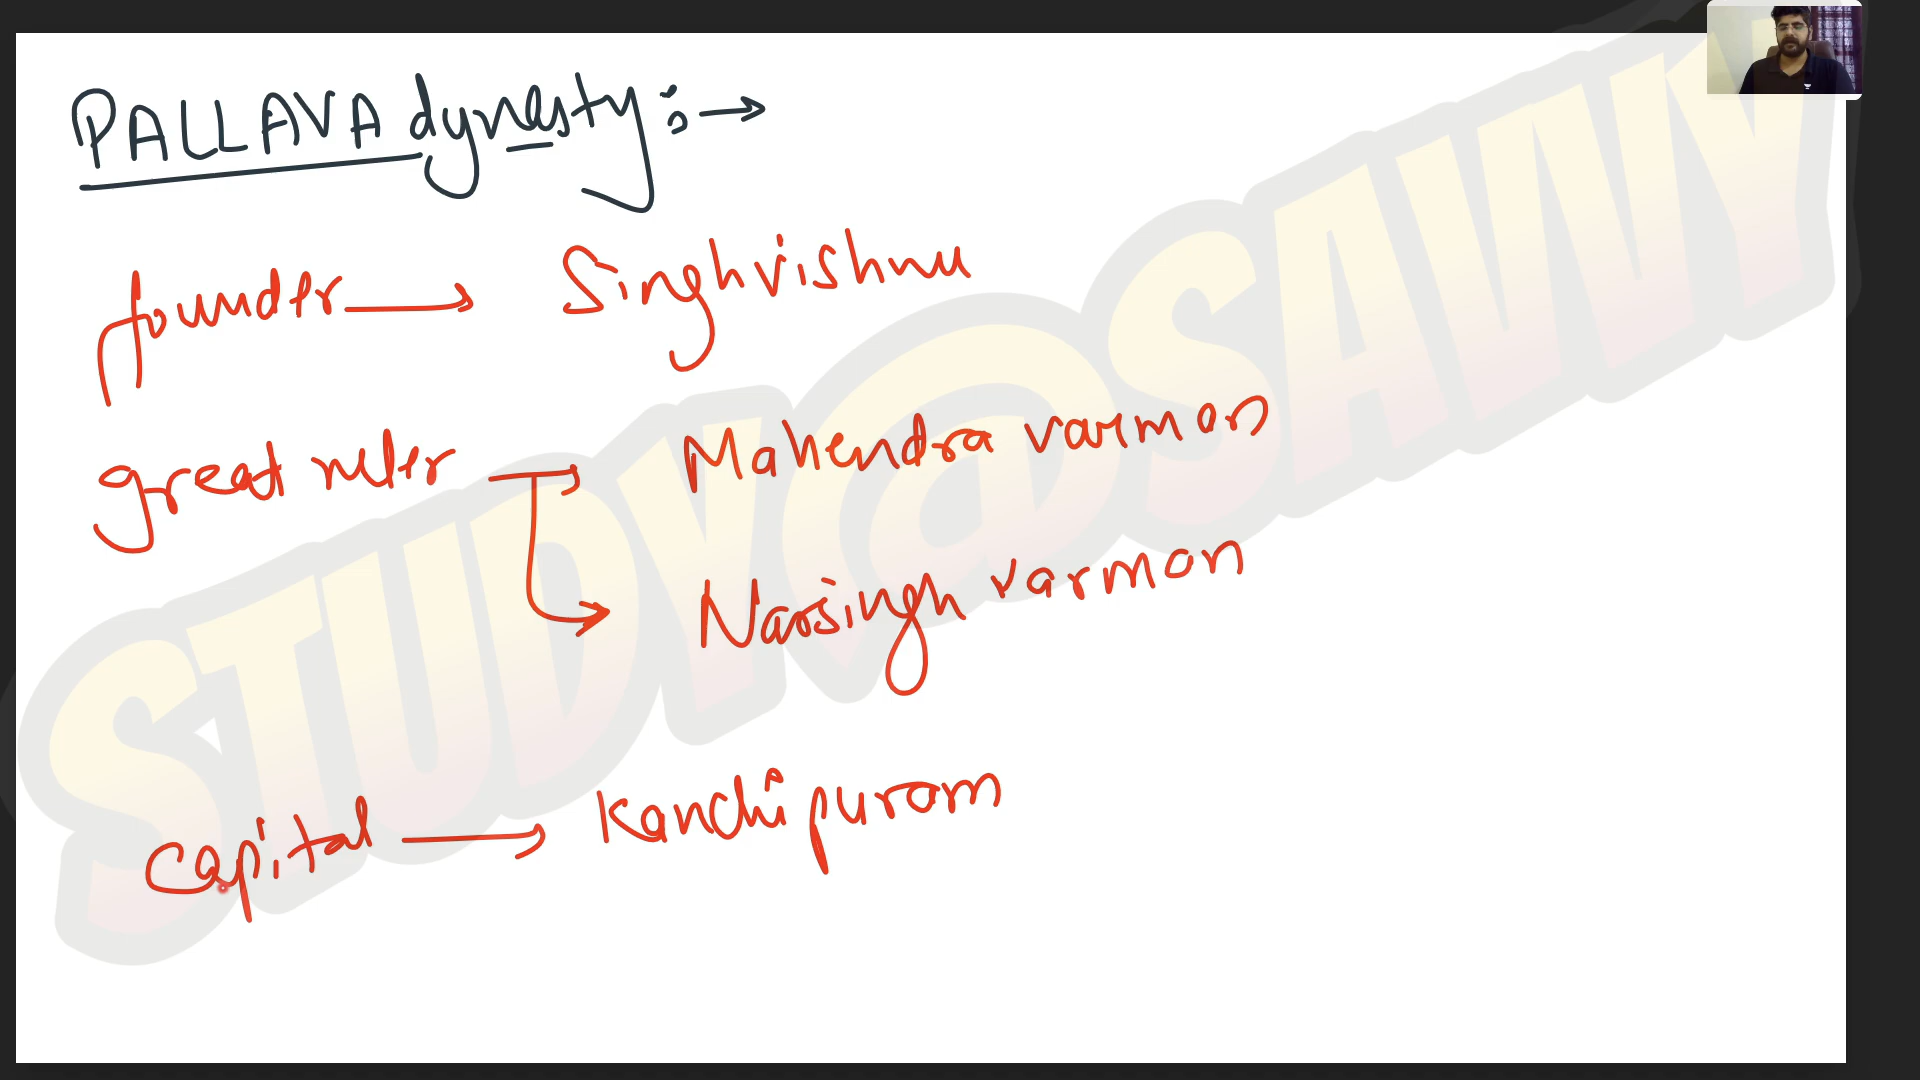 PALLAVA dynasty :→
founder → Singhvishnu
great ruler → Mahendra varman
→ Narsingh varman
Capital → Kanchipuram
STUDY@SAVVY